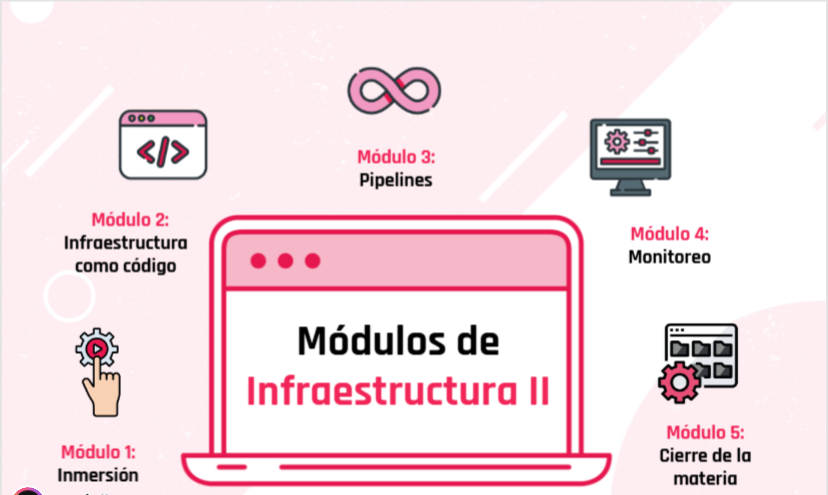 Módulo 3:
Pipelines
Módulo 2:
Infraestructura
como código
Módulo 4:
Monitoreo
Módulos de
Infraestructura II
Módulo 1:
Inmersión
Módulo 5:
Cierre de la
materia